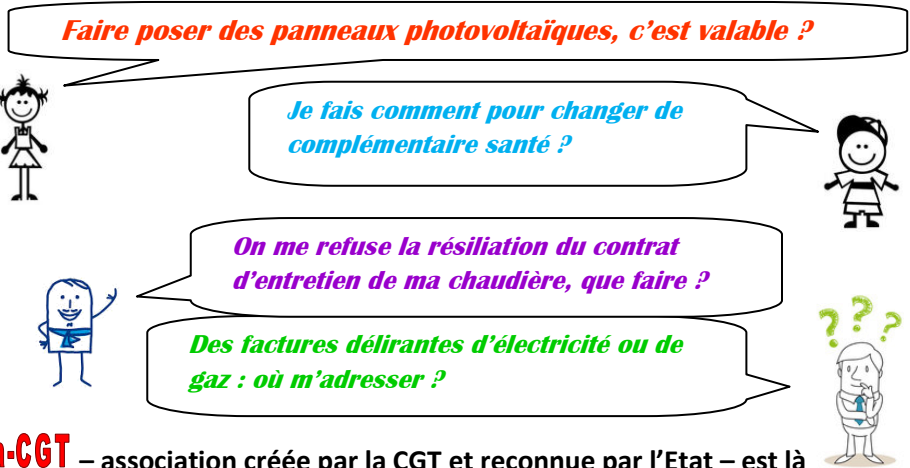 Faire poser des panneaux photovoltaïques, c’est valable ?
Je fais comment pour changer de
complémentaire santé ?
On me refuse la résiliation du contrat
d’entretien de ma chaudière, que faire ?
Des factures délirantes d’électricité ou de
gaz : où m’adresser ?
???
-CGT – association créée par la CGT et reconnue par l’Etat – est là